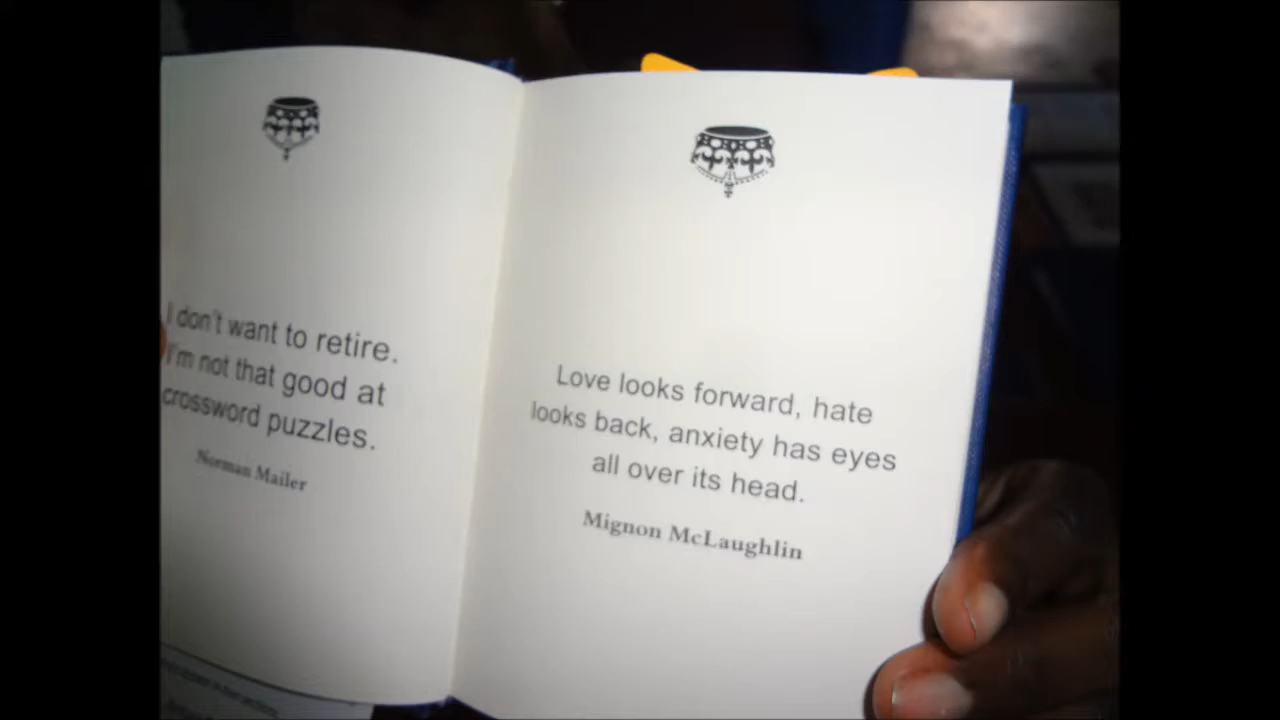 I don't want to retire.
I'm not that good at
crossword puzzles.
Norman Mailer
Love looks forward, hate
looks back, anxiety has eyes
all over its head.
Mignon McLaughlin